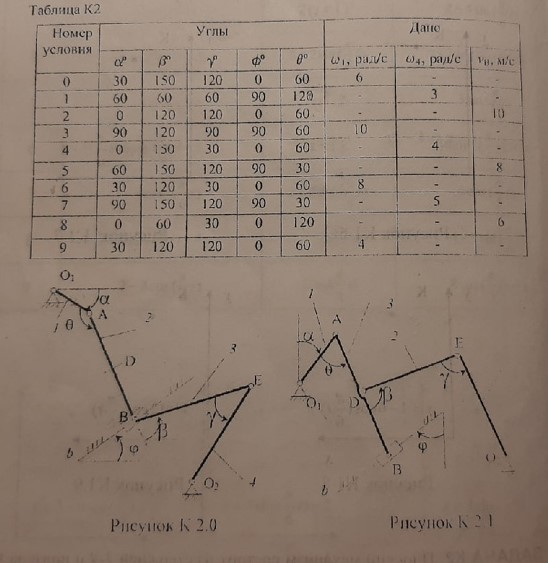 Таблица К2
Номер условия Углы Дано
α° β° γ° ϕ° θ° ω₁, рад/с ω₄, рад/с v_B, м/с
0 30 150 120 0 60 6 - -
1 60 60 60 90 120 - 3 -
2 0 120 120 0 60 - - 10
3 90 120 90 90 60 10 - -
4 0 150 30 0 60 - 4 -
5 60 150 120 90 30 - - 8
6 30 120 30 0 60 8 - -
7 90 150 120 90 30 - 5 -
8 0 60 30 0 120 - - 6
9 30 120 120 0 60 4 - -
O₁ α
1 θ A
D 3
B E
β γ
b φ
O₂ 4
Рисунок К 2.0
1 A 3
α θ 2 E
O₁ D β γ
B φ
b O
Рисунок К 2.1